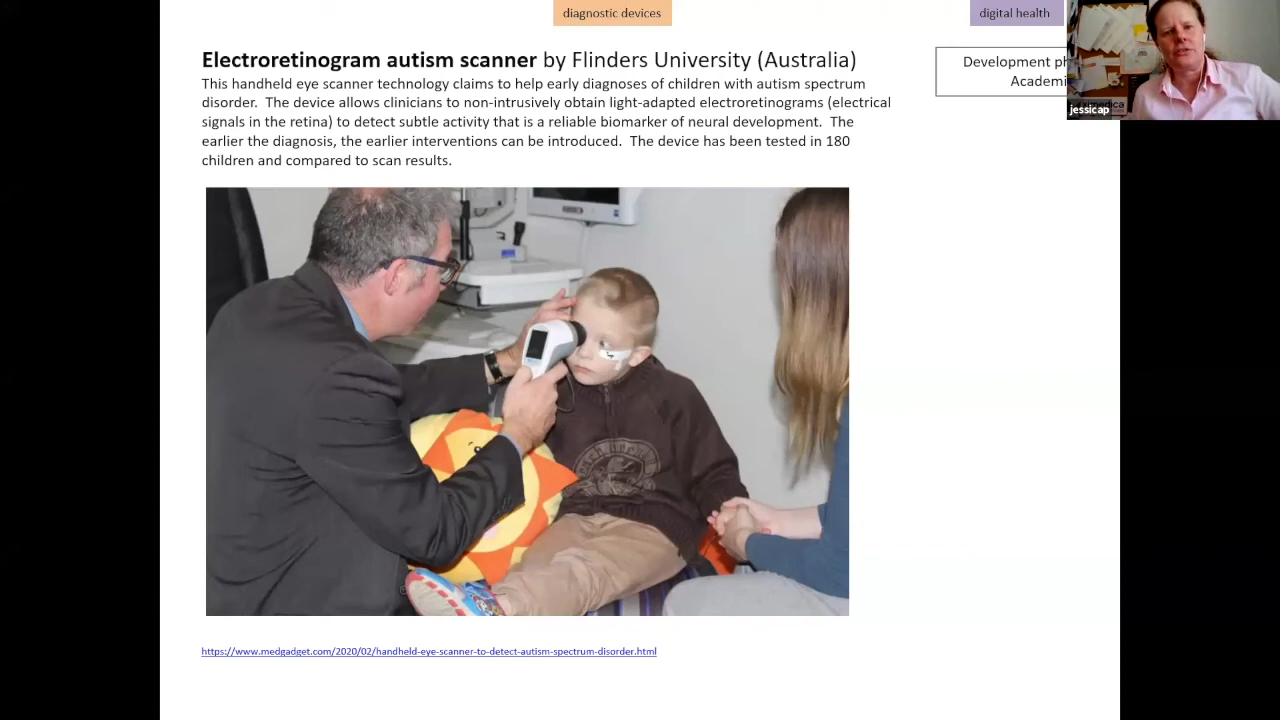 diagnostic devices
digital health
Electroretinogram autism scanner by Flinders University (Australia)
This handheld eye scanner technology claims to help early diagnoses of children with autism spectrum
disorder. The device allows clinicians to non-intrusively obtain light-adapted electroretinograms (electrical
signals in the retina) to detect subtle activity that is a reliable biomarker of neural development. The
earlier the diagnosis, the earlier interventions can be introduced. The device has been tested in 180
children and compared to scan results.
Development ph
Academi
jessicap
https://www.medgadget.com/2020/02/handheld-eye-scanner-to-detect-autism-spectrum-disorder.html